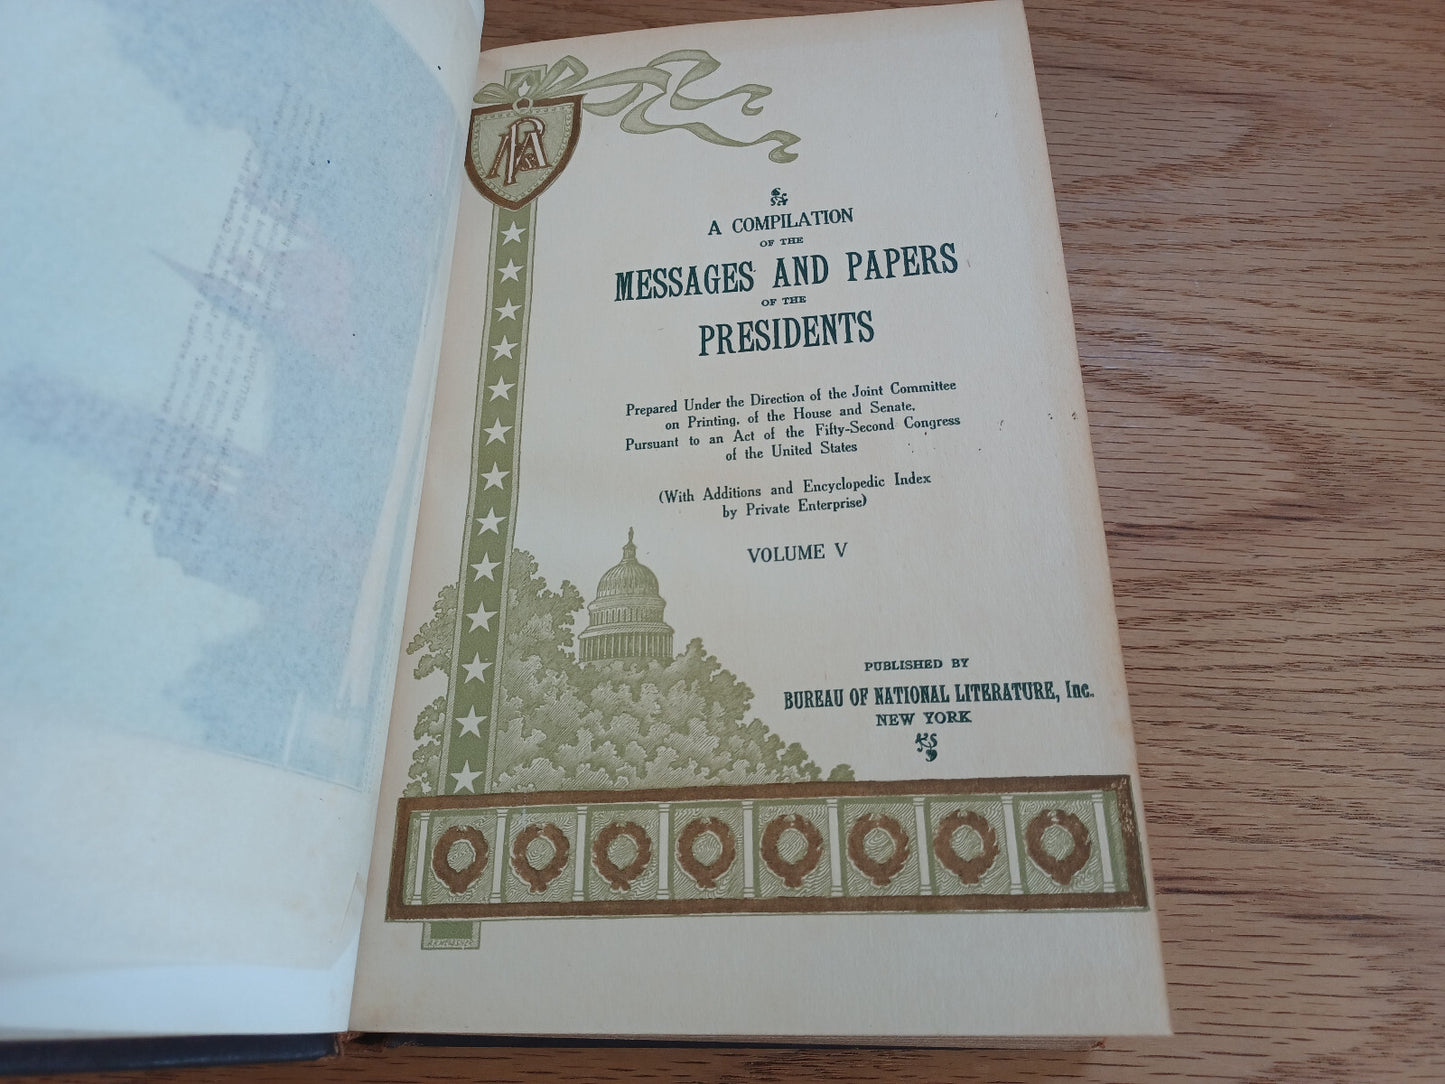 A COMPILATION
OF THE
MESSAGES AND PAPERS
OF THE
PRESIDENTS
Prepared Under the Direction of the Joint Committee
on Printing, of the House and Senate,
Pursuant to an Act of the Fifty-Second Congress
of the United States
(With Additions and Encyclopedic Index
by Private Enterprise)
VOLUME V
PUBLISHED BY
BUREAU OF NATIONAL LITERATURE, Inc.
NEW YORK